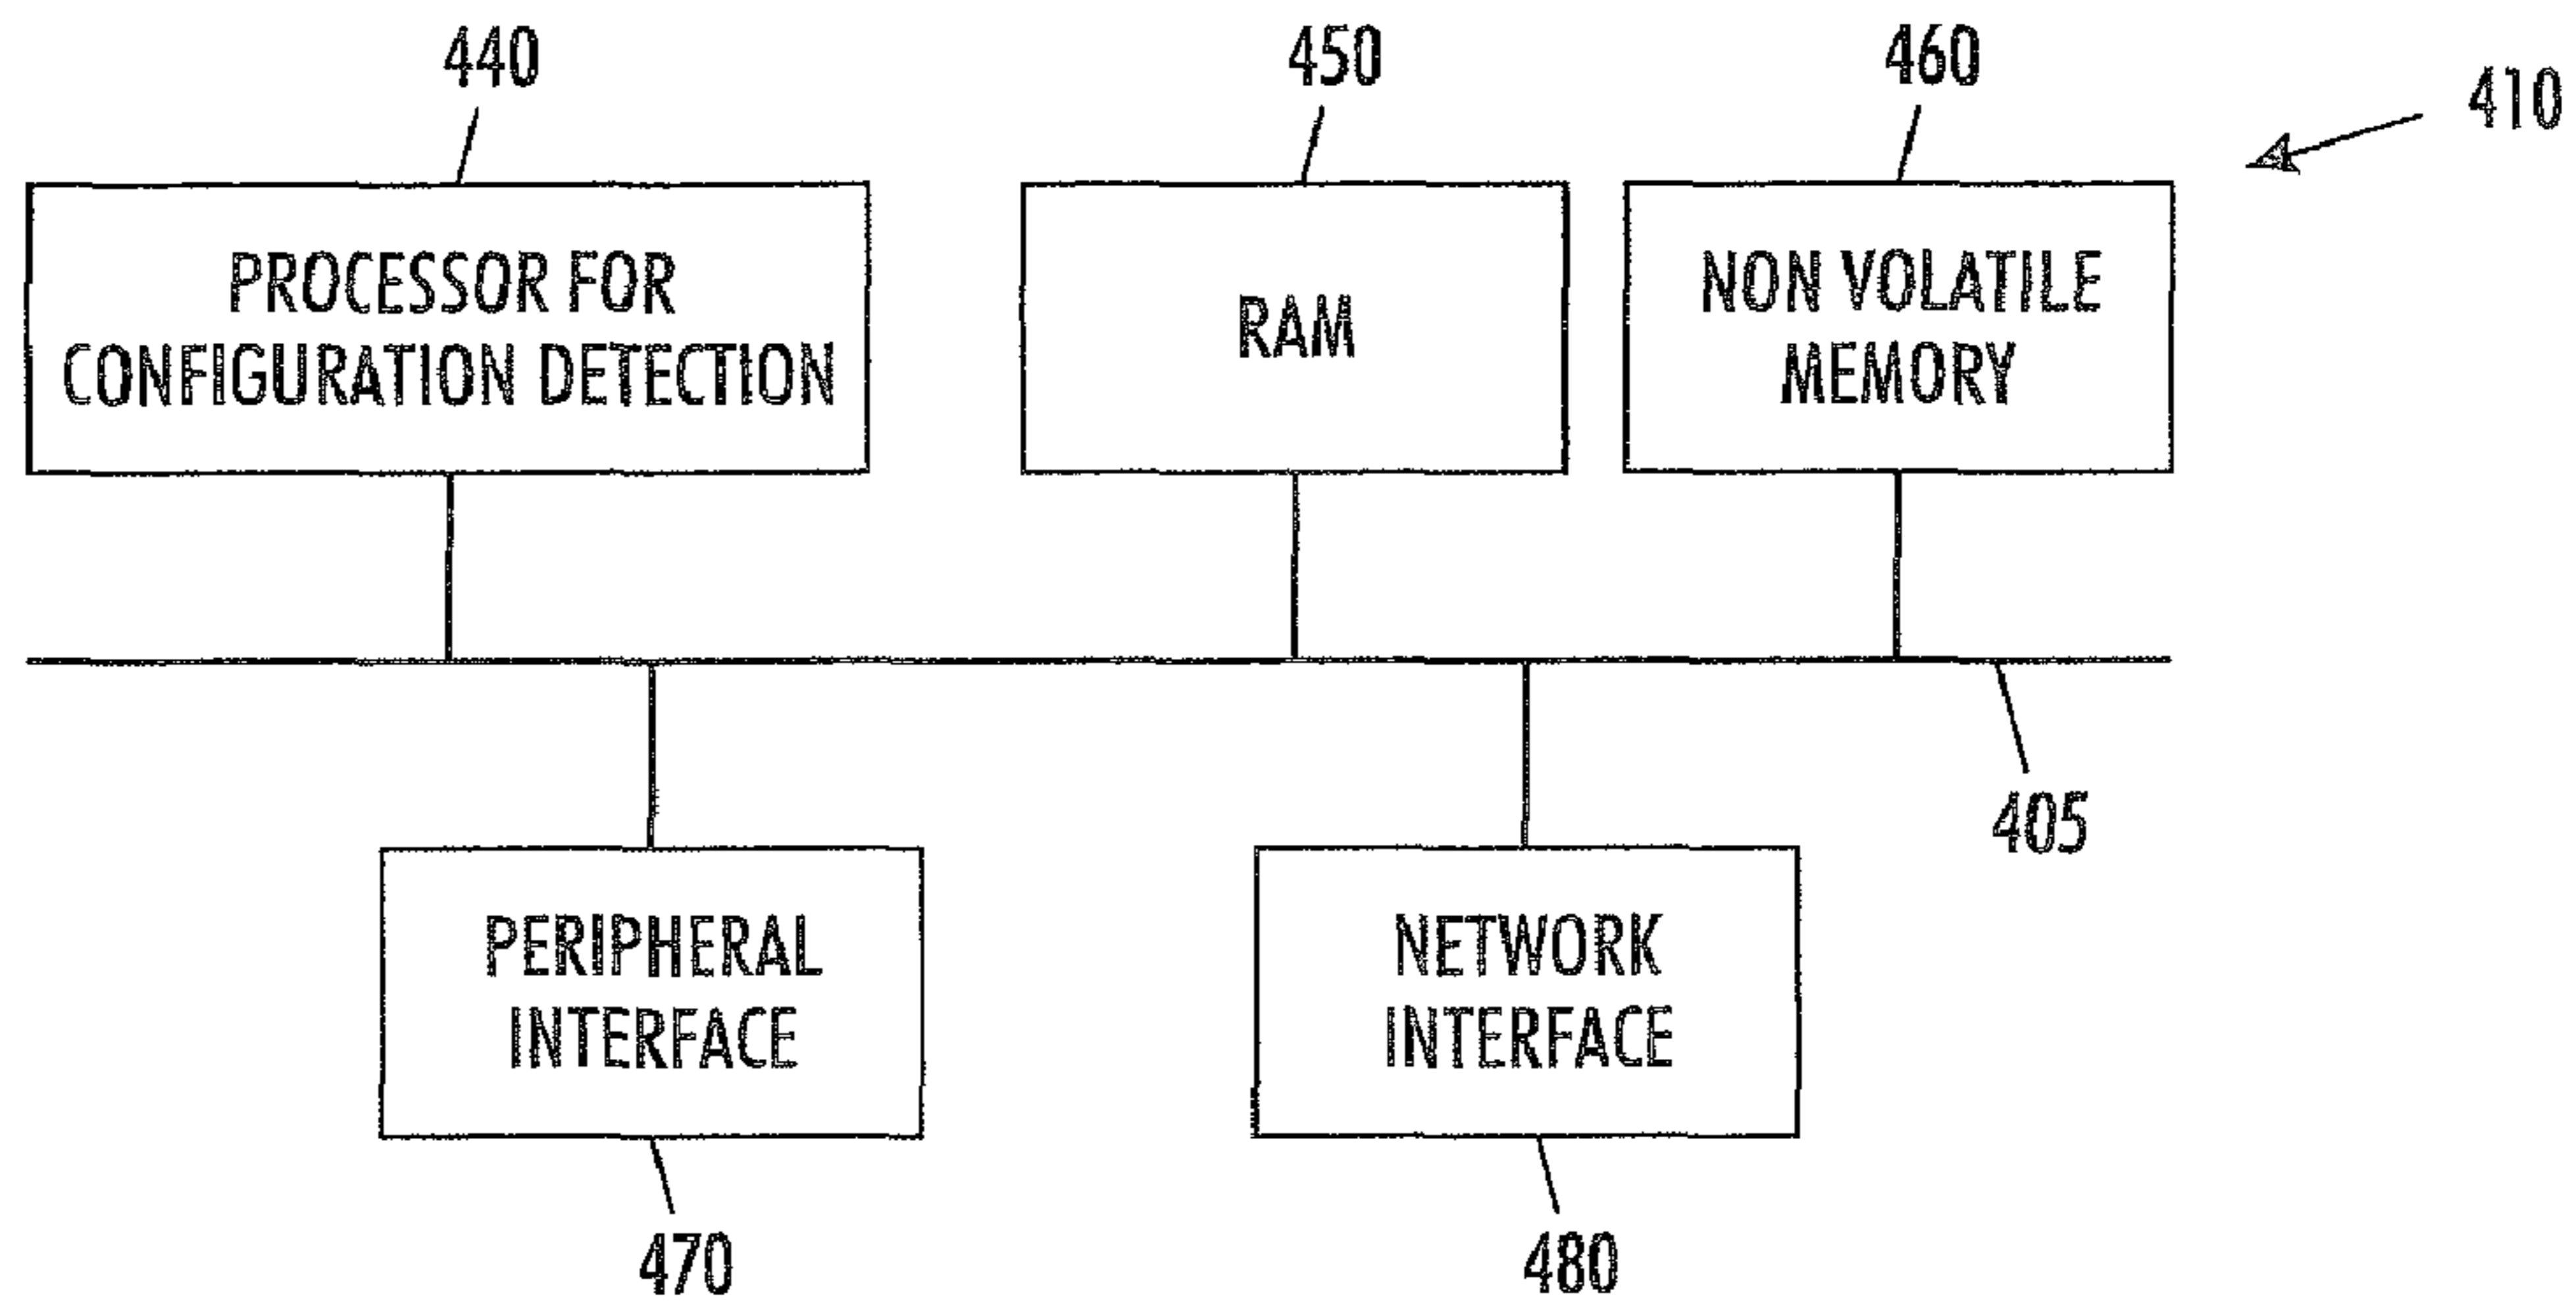 440
450
460
410
PROCESSOR FOR
CONFIGURATION DETECTION
RAM
NON VOLATILE
MEMORY
405
PERIPHERAL
INTERFACE
NETWORK
INTERFACE
470
480